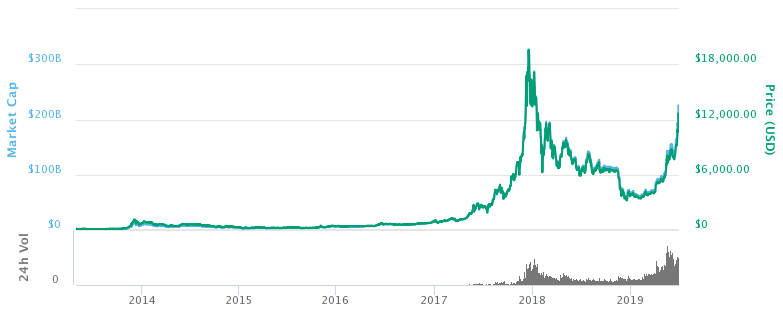 $300B
$18,000.00
$200B
$12,000.00
$100B
$6,000.00
$0
$0
Market Cap
Price (USD)
24h Vol
0
2014
2015
2016
2017
2018
2019